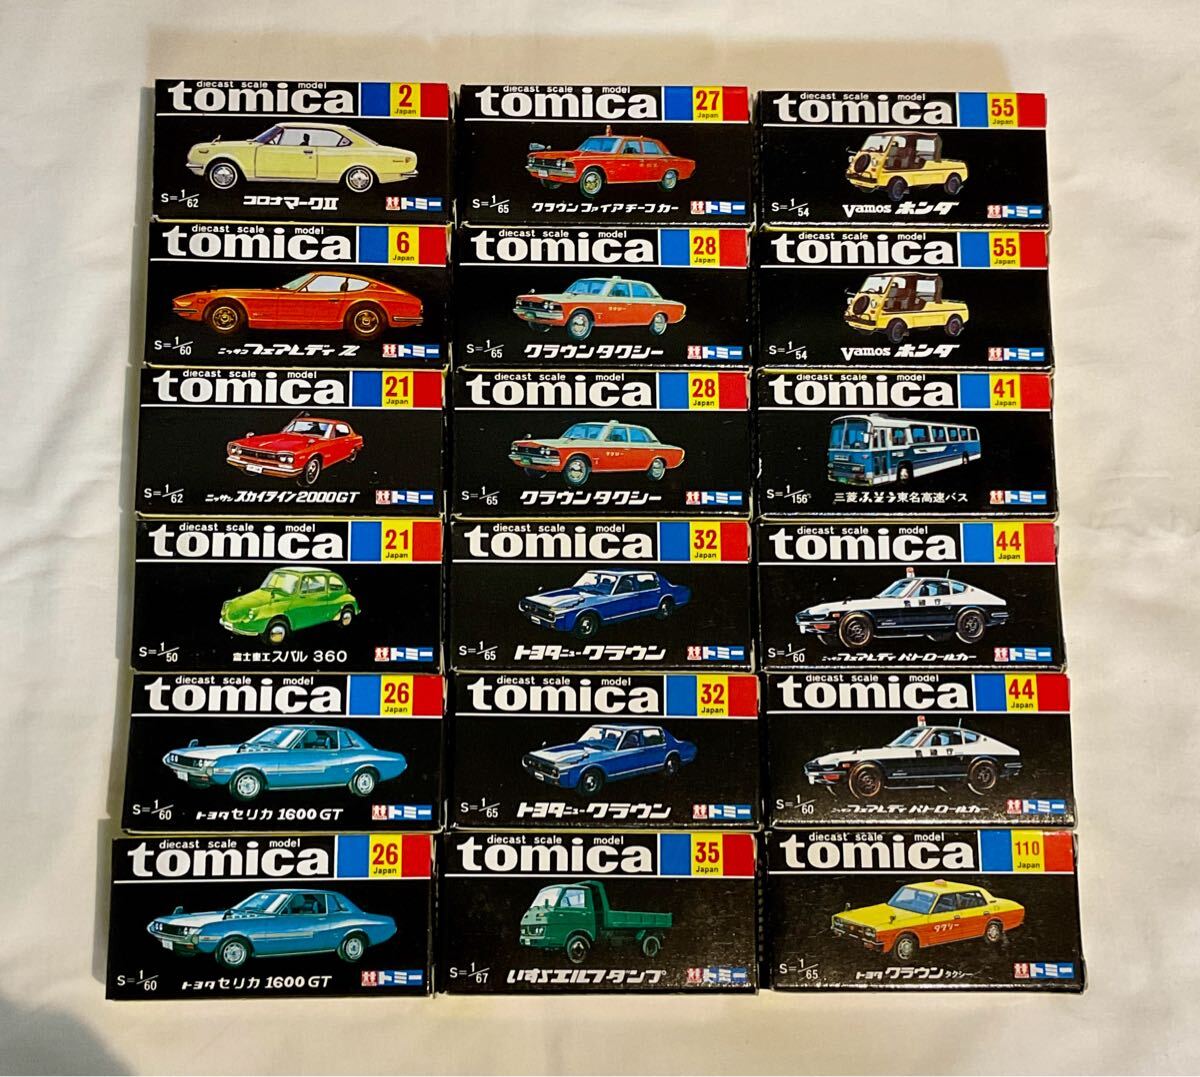 diecast scale model
tomica
2
Japan
S=1/62
コロナマークⅡ
トミー
diecast scale model
tomica
6
Japan
S=1/60
ニッサン フェアレディ Z
トミー
diecast scale model
tomica
21
Japan
S=1/62
ニッサン スカイライン2000GT
トミー
diecast scale model
tomica
21
Japan
S=1/50
富士重工スバル 360
トミー
diecast scale model
tomica
26
Japan
S=1/60
トヨタ セリカ 1600GT
トミー
diecast scale model
tomica
26
Japan
S=1/60
トヨタ セリカ 1600GT
トミー
diecast scale model
tomica
27
Japan
S=1/65
クラウン ファイアチーフカー
トミー
diecast scale model
tomica
28
Japan
タクシー
S=1/65
クラウンタクシー
トミー
diecast scale model
tomica
28
Japan
タクシー
S=1/65
クラウンタクシー
トミー
diecast scale model
tomica
32
Japan
S=1/65
トヨタニュークラウン
トミー
diecast scale model
tomica
32
Japan
S=1/65
トヨタニュークラウン
トミー
diecast scale model
tomica
35
Japan
S=1/67
いすゞエルフダンプ
トミー
diecast scale model
tomica
55
Japan
S=1/54
Vamos ホンダ
トミー
diecast scale model
tomica
55
Japan
S=1/54
Vamos ホンダ
トミー
diecast scale model
tomica
41
Japan
S=1/156
三菱ふそう東名高速バス
トミー
diecast scale model
tomica
44
Japan
警視庁
S=1/60
ニッサンフェアレディ パトロールカー
トミー
diecast scale model
tomica
44
Japan
警視庁
S=1/60
ニッサンフェアレディ パトロールカー
トミー
diecast scale model
tomica
110
Japan
タクシー
S=1/65
トヨタ クラウン タクシー
トミー